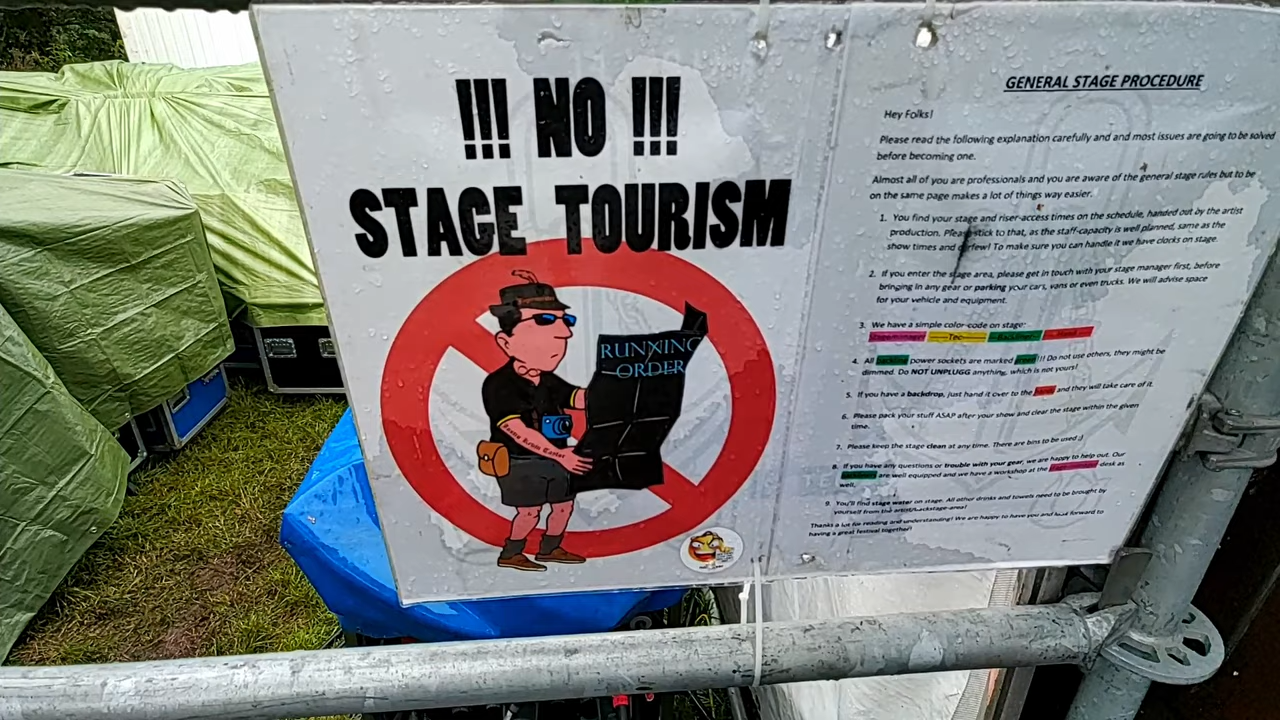 !!! NO !!!
STAGE TOURISM
RUNNING
ORDER
GENERAL STAGE PROCEDURE
Hey Folks!
Please read the following explanation carefully and and most issues are going to be solved
before becoming one.
Almost all of you are professionals and you are aware of the general stage rules but to be
on the same page makes a lot of things way easier.
1. You find your stage and riser-access times on the schedule, handed out by the artist
production. Please stick to that, as the staff-capacity is well planned, same as the
show times and curfew! To make sure you can handle it we have clocks on stage.
2. If you enter the stage area, please get in touch with your stage manager first, before
bringing in any gear or parking your cars, vans or even trucks. We will advise space
for your vehicle and equipment.
3. We have a simple color-code on stage:
4. All power sockets are marked green!!! Do not use others, they might be
dimmed. Do NOT UNPLUGG anything, which is not yours!
5. If you have a backdrop, just hand it over to the and they will take care of it.
6. Please pack your stuff ASAP after your show and clear the stage within the given
time.
7. Please keep the stage clean at any time. There are bins to be used ;)
8. If you have any questions or trouble with your gear, we are happy to help out. Our
are well equipped and we have a workshop at the desk as
well.
9. You'll find stage water on stage. All other drinks and towels need to be brought by
yourself from the artist/backstage-area!
Thanks a lot for reading and understanding! We are happy to have you and look forward to
having a great festival together!